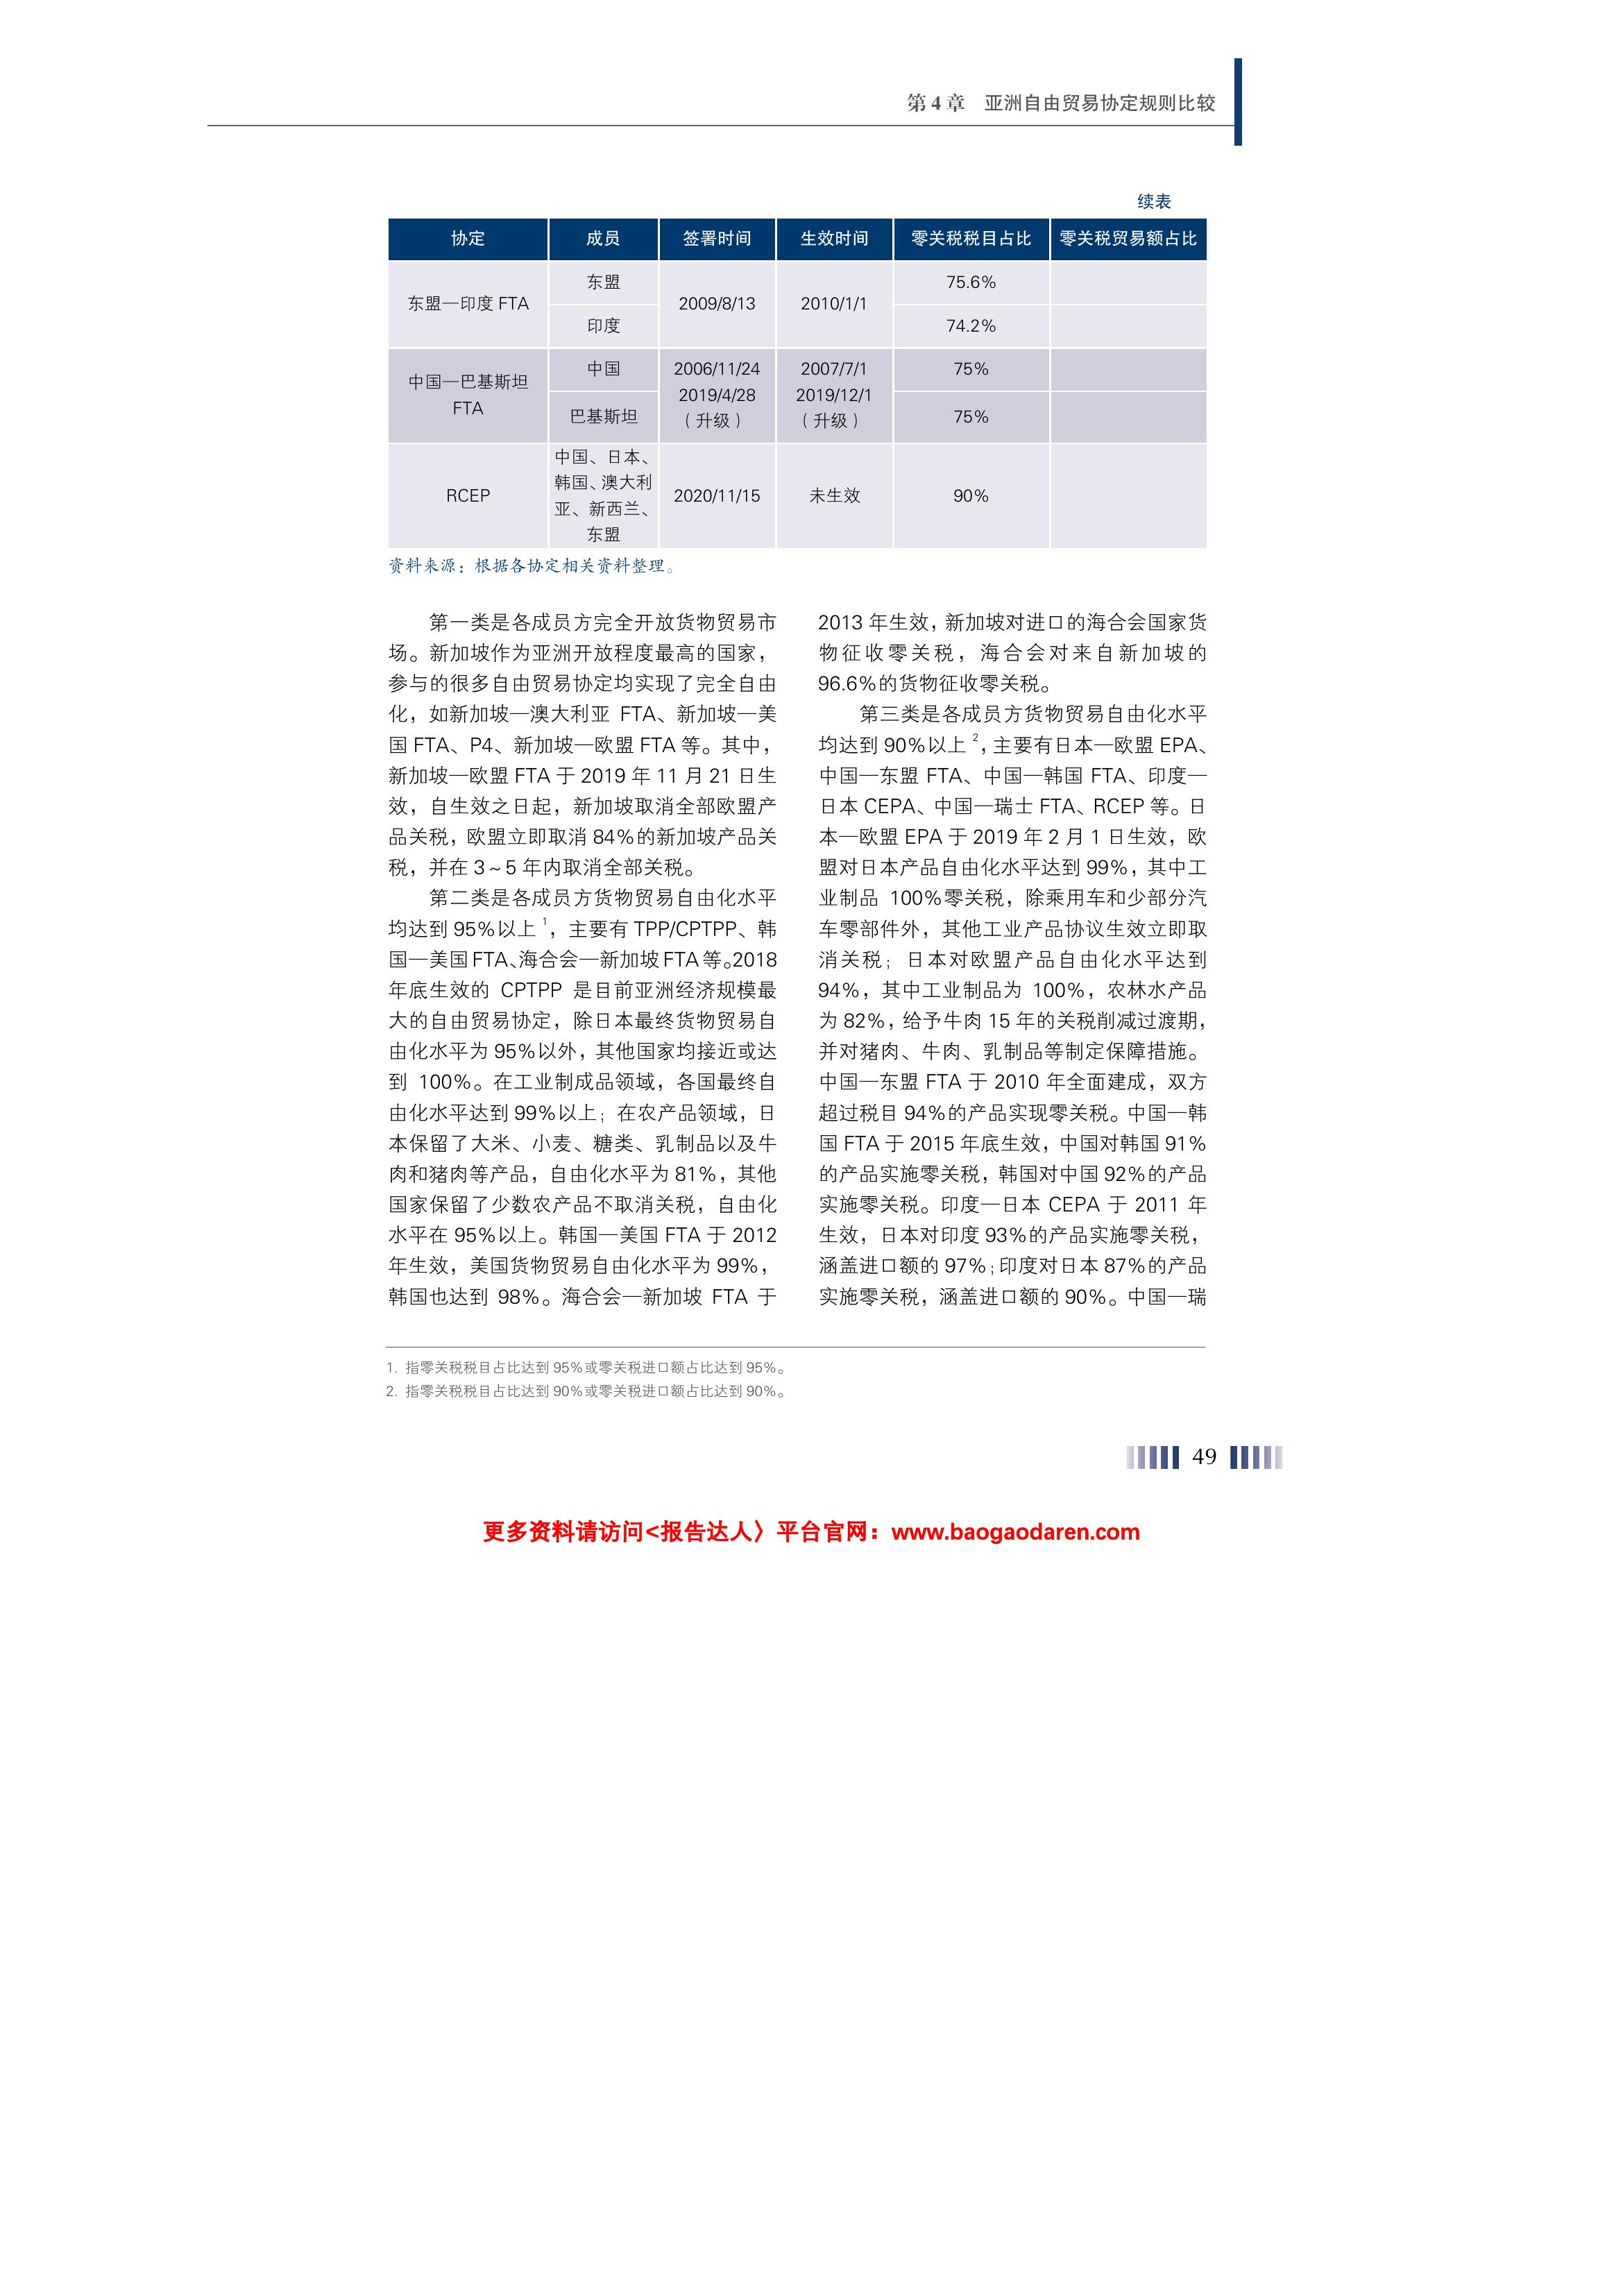 第 4 章　亚洲自由贸易协定规则比较
续表
协定 成员 签署时间 生效时间 零关税税目占比 零关税贸易额占比
东盟—印度 FTA 东盟 2009/8/13 2010/1/1 75.6%
印度 74.2%
中国—巴基斯坦
FTA
中国
巴基斯坦
2006/11/24
2019/4/28
（升级）
2007/7/1
2019/12/1
（升级）
75%
75%
RCEP
中国、日本、
韩国、澳大利
亚、新西兰、
东盟
2020/11/15 未生效 90%
资料来源：根据各协定相关资料整理。
第一类是各成员方完全开放货物贸易市
场。新加坡作为亚洲开放程度最高的国家，
参与的很多自由贸易协定均实现了完全自由
化，如新加坡—澳大利亚 FTA、新加坡—美
国 FTA、P4、新加坡—欧盟 FTA 等。其中，
新加坡—欧盟 FTA 于 2019 年 11 月 21 日生
效，自生效之日起，新加坡取消全部欧盟产
品关税，欧盟立即取消 84%的新加坡产品关
税，并在 3～5 年内取消全部关税。
第二类是各成员方货物贸易自由化水平
均达到 95%以上 1，主要有 TPP/CPTPP、韩
国—美国 FTA、海合会—新加坡 FTA 等。2018
年底生效的 CPTPP 是目前亚洲经济规模最
大的自由贸易协定，除日本最终货物贸易自
由化水平为 95%以外，其他国家均接近或达
到 100%。在工业制成品领域，各国最终自
由化水平达到 99%以上；在农产品领域，日
本保留了大米、小麦、糖类、乳制品以及牛
肉和猪肉等产品，自由化水平为 81%，其他
国家保留了少数农产品不取消关税，自由化
水平在 95%以上。韩国—美国 FTA 于 2012
年生效，美国货物贸易自由化水平为 99%，
韩国也达到 98%。海合会—新加坡 FTA 于
2013 年生效，新加坡对进口的海合会国家货
物征收零关税，海合会对来自新加坡的
96.6%的货物征收零关税。
第三类是各成员方货物贸易自由化水平
均达到 90%以上 2，主要有日本—欧盟 EPA、
中国—东盟 FTA、中国—韩国 FTA、印度—
日本 CEPA、中国—瑞士 FTA、RCEP 等。日
本—欧盟 EPA 于 2019 年 2 月 1 日生效，欧
盟对日本产品自由化水平达到 99%，其中工
业制品 100%零关税，除乘用车和少部分汽
车零部件外，其他工业产品协议生效立即取
消关税；日本对欧盟产品自由化水平达到
94%，其中工业制品为 100%，农林水产品
为 82%，给予牛肉 15 年的关税削减过渡期，
并对猪肉、牛肉、乳制品等制定保障措施。
中国—东盟 FTA 于 2010 年全面建成，双方
超过税目 94%的产品实现零关税。中国—韩
国 FTA 于 2015 年底生效，中国对韩国 91%
的产品实施零关税，韩国对中国 92%的产品
实施零关税。印度—日本 CEPA 于 2011 年
生效，日本对印度 93%的产品实施零关税，
涵盖进口额的 97%；印度对日本 87%的产品
实施零关税，涵盖进口额的 90%。中国—瑞
1. 指零关税税目占比达到 95%或零关税进口额占比达到 95%。
2. 指零关税税目占比达到 90%或零关税进口额占比达到 90%。
49
更多资料请访问<报告达人〉平台官网：www.baogaodaren.com